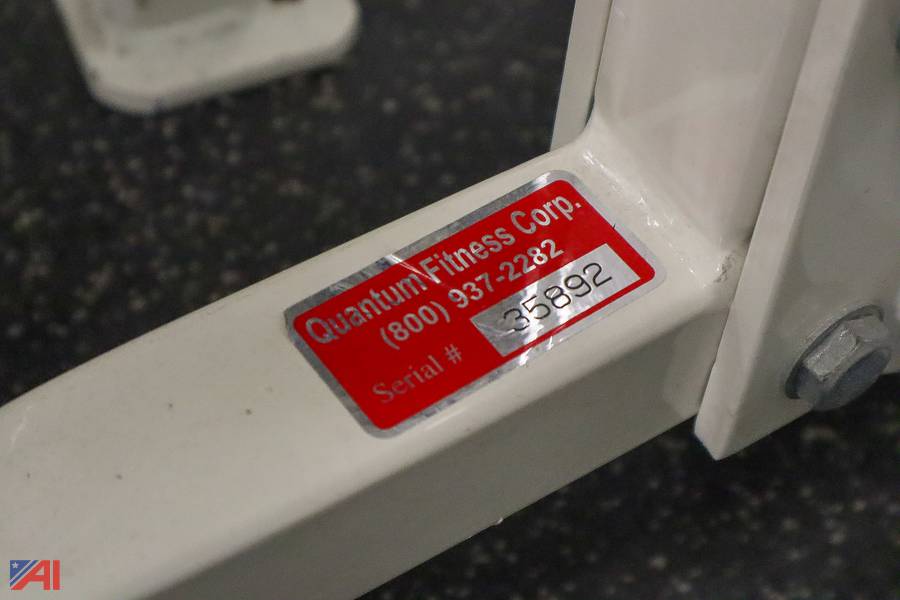 Quantum Fitness Corp.
(800) 937-2282
Serial # 35892
AI